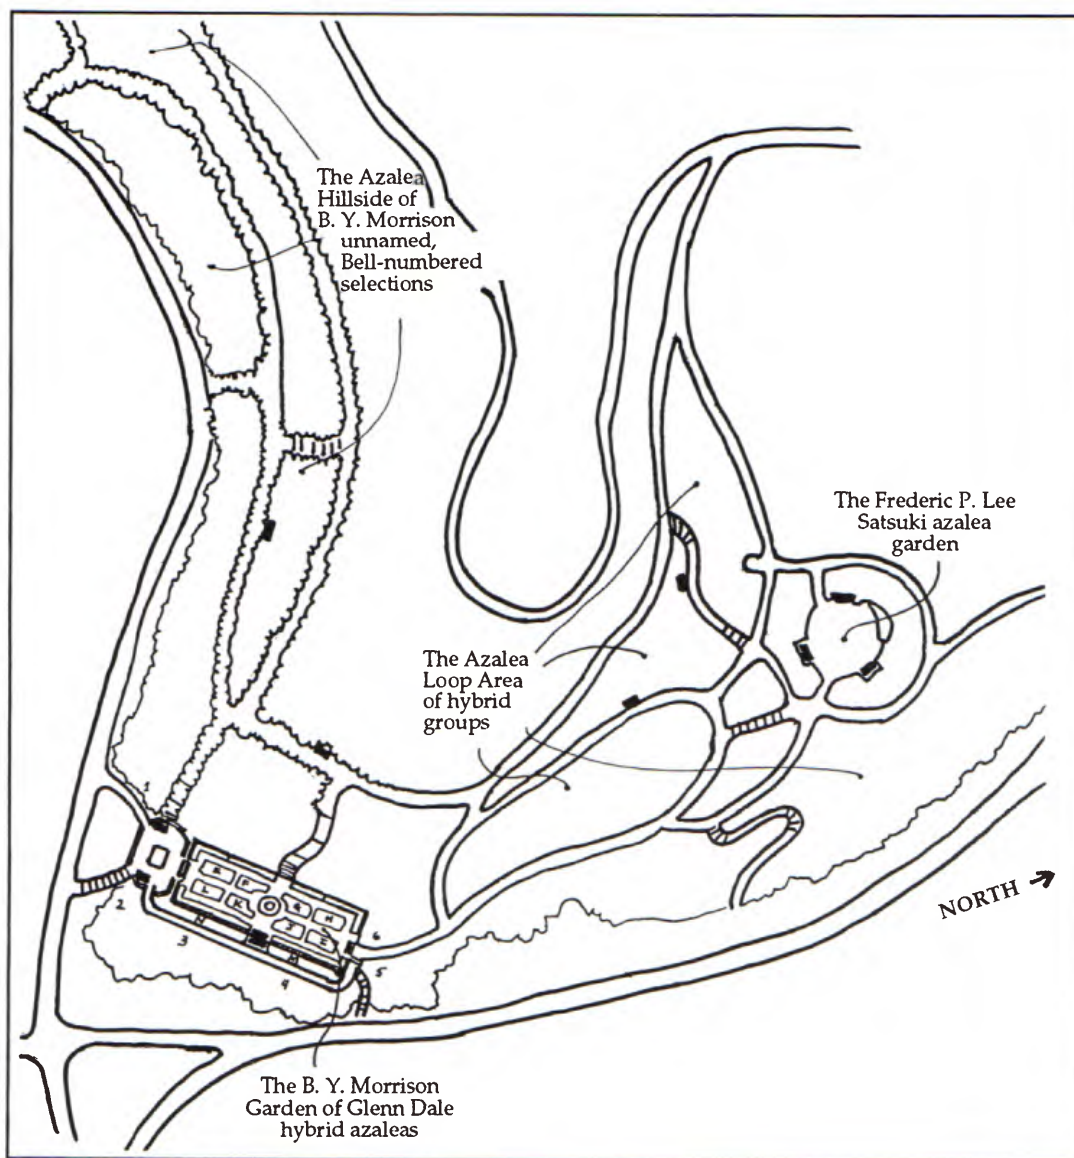 The Azalea
Hillside of
B. Y. Morrison
unnamed,
Bell-numbered
selections
The Frederic P. Lee
Satsuki azalea
garden
The Azalea
Loop Area
of hybrid
groups
NORTH
1
2
3
4
5
6
L
K
G
H
J
I
The B. Y. Morrison
Garden of Glenn Dale
hybrid azaleas